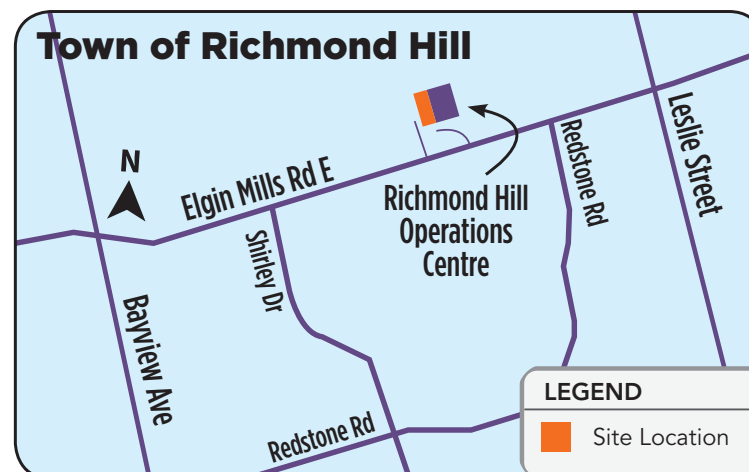 Town of Richmond Hill
N
Elgin Mills Rd E
Leslie Street
Redstone Rd
Richmond Hill
Operations
Centre
Shirley Dr
Bayview Ave
Redstone Rd
LEGEND
Site Location